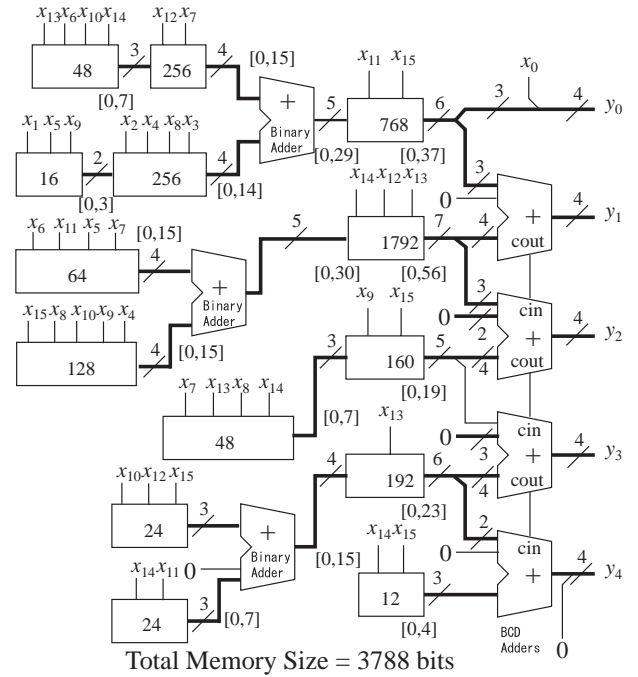 x₁₃ x₆ x₁₀ x₁₄
48
3
[0,7]
x₁₂ x₇
256
4
[0,15]
x₁ x₅ x₉
16
2
[0,3]
x₂ x₄ x₈ x₃
256
4
[0,14]
+
Binary
Adder
5
[0,29]
x₁₁ x₁₅
768
6
[0,37]
3
x₀
4
y₀
3
0
+
cout
4
y₁
x₆ x₁₁ x₅ x₇
64
[0,15]
4
x₁₅ x₈ x₁₀ x₉ x₄
128
4
[0,15]
+
Binary
Adder
5
[0,30]
x₁₄ x₁₂ x₁₃
1792
7
[0,56]
4
3
0
2
cin
+
cout
4
y₂
x₇ x₁₃ x₈ x₁₄
48
3
[0,7]
x₉ x₁₅
160
5
[0,19]
4
0
3
cin
+
cout
4
y₃
x₁₀ x₁₂ x₁₅
24
3
x₁₄ x₁₁
24
0
3
[0,7]
+
Binary
Adder
4
[0,15]
x₁₃
192
6
[0,23]
4
2
0
cin
+
4
y₄
0
x₁₄ x₁₅
12
3
[0,4]
BCD
Adders
Total Memory Size = 3788 bits